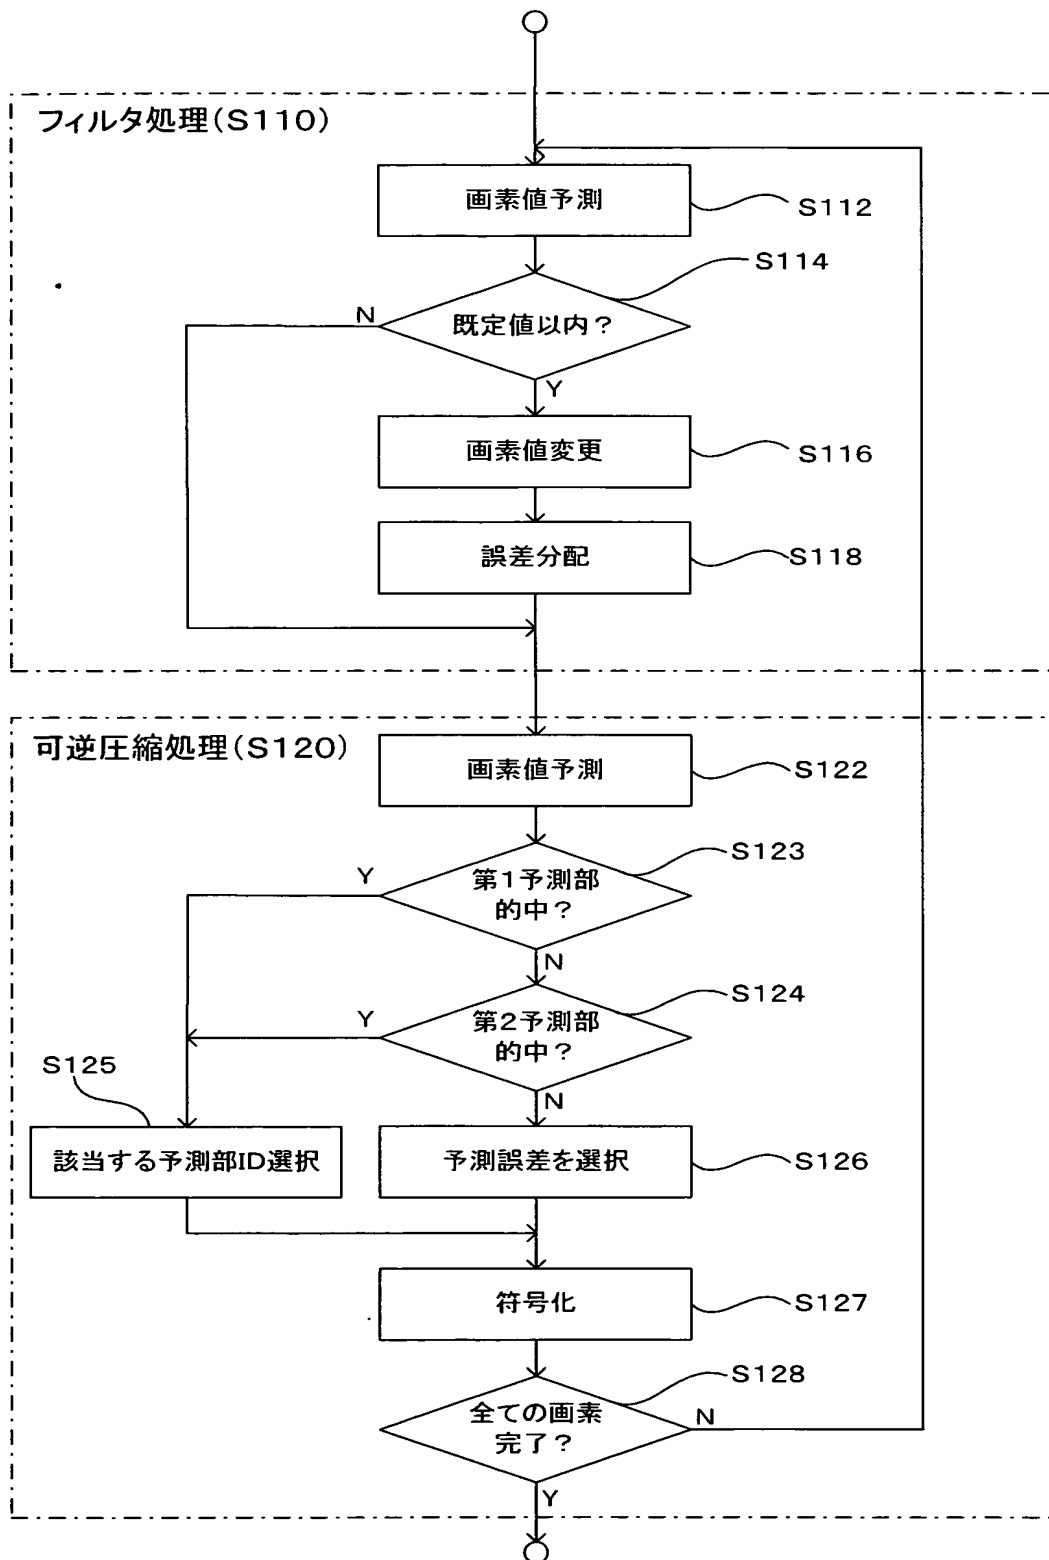 フィルタ処理(S110)
画素値予測
S112
S114
既定値以内?
N
Y
画素値変更
S116
誤差分配
S118
可逆圧縮処理(S120)
画素値予測
S122
S123
第1予測部
的中?
Y
N
S124
第2予測部
的中?
Y
N
S125
該当する予測部ID選択
予測誤差を選択
S126
符号化
S127
S128
全ての画素
完了?
N
Y